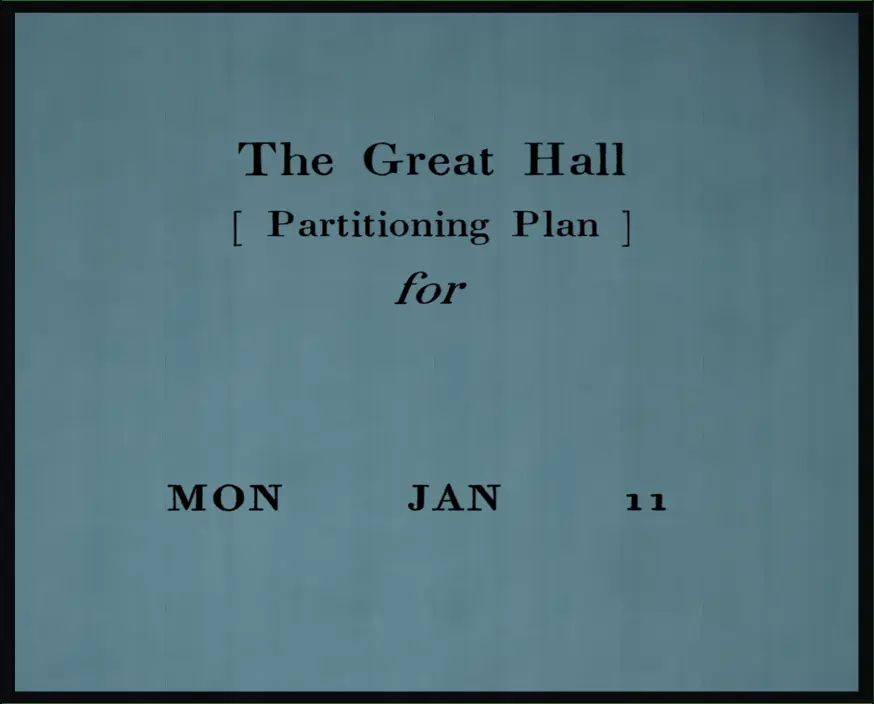 The Great Hall
[ Partitioning Plan ]
for
MON JAN 11